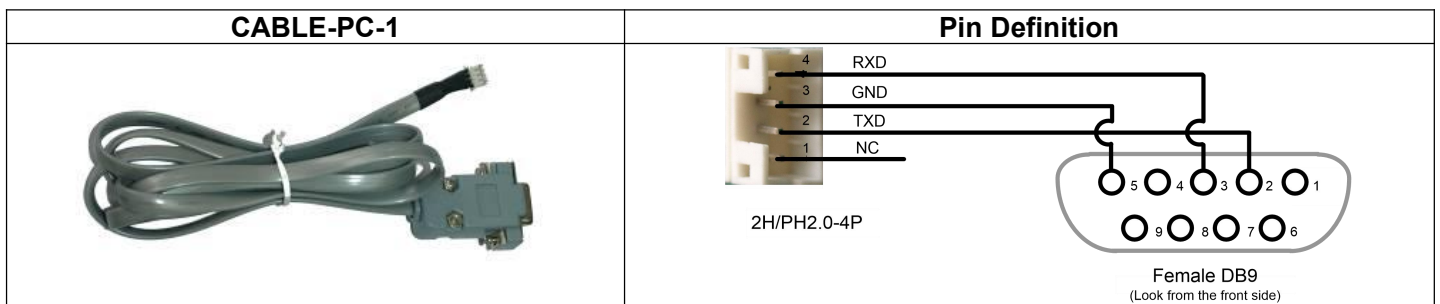 CABLE-PC-1
Pin Definition
4 RXD
3 GND
2 TXD
1 NC
2H/PH2.0-4P
5 4 3 2 1
9 8 7 6
Female DB9
(Look from the front side)